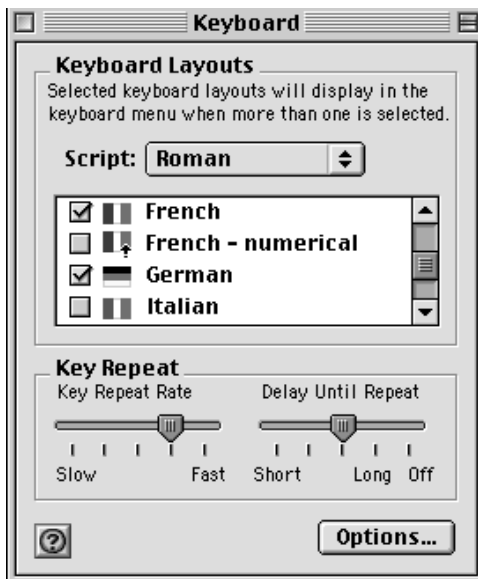 Keyboard
Keyboard Layouts
Selected keyboard layouts will display in the
keyboard menu when more than one is selected.
Script: Roman
French
French - numerical
German
Italian
Key Repeat
Key Repeat Rate Delay Until Repeat
Slow Fast Short Long Off
? Options...